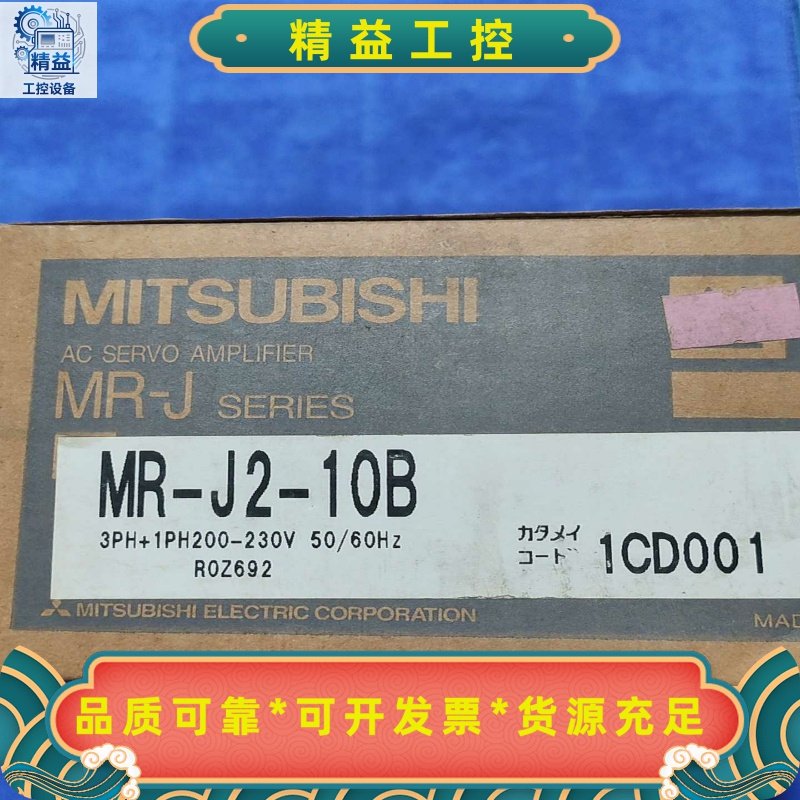 精益工控
精益
工控设备
MITSUBISHI
AC SERVO AMPLIFIER
MR-J SERIES
MR-J2-10B
3PH+1PH200-230V 50/60Hz
R0Z692
カタメイ
コード 1CD001
MITSUBISHI ELECTRIC CORPORATION
MAD
品质可靠*可开发票*货源充足